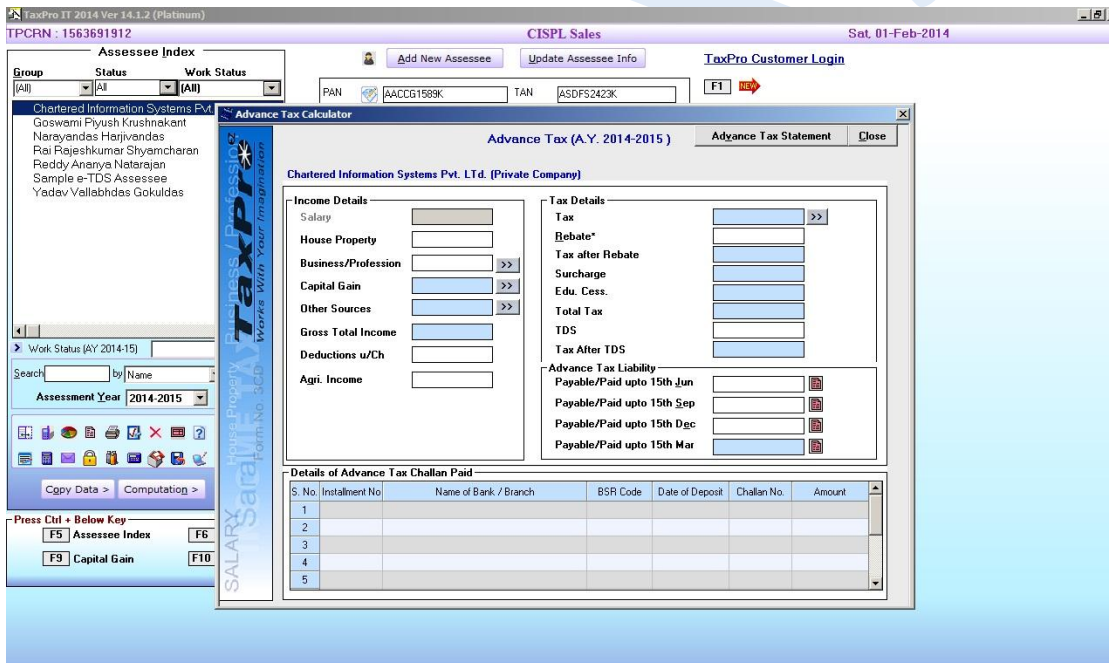 TaxPro IT 2014 Ver 14.1.2 (Platinum)
TPCRN : 1563691912 CISPL Sales Sat, 01-Feb-2014
Assessee Index
Group Status Work Status
(All) All (All)
Chartered Information Systems Pvt.
Goswami Piyush Krushnakant
Narayandas Harjivandas
Rai Rajeshkumar Shyamcharan
Reddy Ananya Natarajan
Sample e-TDS Assessee
Yadav Vallabhdas Gokuldas
Work Status (AY 2014-15)
Search by Name
Assessment Year 2014-2015
Copy Data > Computation >
Press Ctrl + Below Key
F5 Assessee Index F6
F9 Capital Gain F10
Add New Assessee Update Assessee Info TaxPro Customer Login
PAN AACCG1589K TAN ASDFS2423K F1 NEW
Advance Tax Calculator
Advance Tax (A.Y. 2014-2015 ) Advance Tax Statement Close
Chartered Information Systems Pvt. LTd. (Private Company)
Income Details
Salary
House Property
Business/Profession >>
Capital Gain >>
Other Sources >>
Gross Total Income
Deductions u/Ch
Agri. Income
Tax Details
Tax >>
Rebate*
Tax after Rebate
Surcharge
Edu. Cess.
Total Tax
TDS
Tax After TDS
Advance Tax Liability
Payable/Paid upto 15th Jun
Payable/Paid upto 15th Sep
Payable/Paid upto 15th Dec
Payable/Paid upto 15th Mar
Details of Advance Tax Challan Paid
S. No. Installment No Name of Bank / Branch BSR Code Date of Deposit Challan No. Amount
1
2
3
4
5
TaxPro
Works With Your Imagination
SALARY House Property Business / Profession
Form.No 3CD